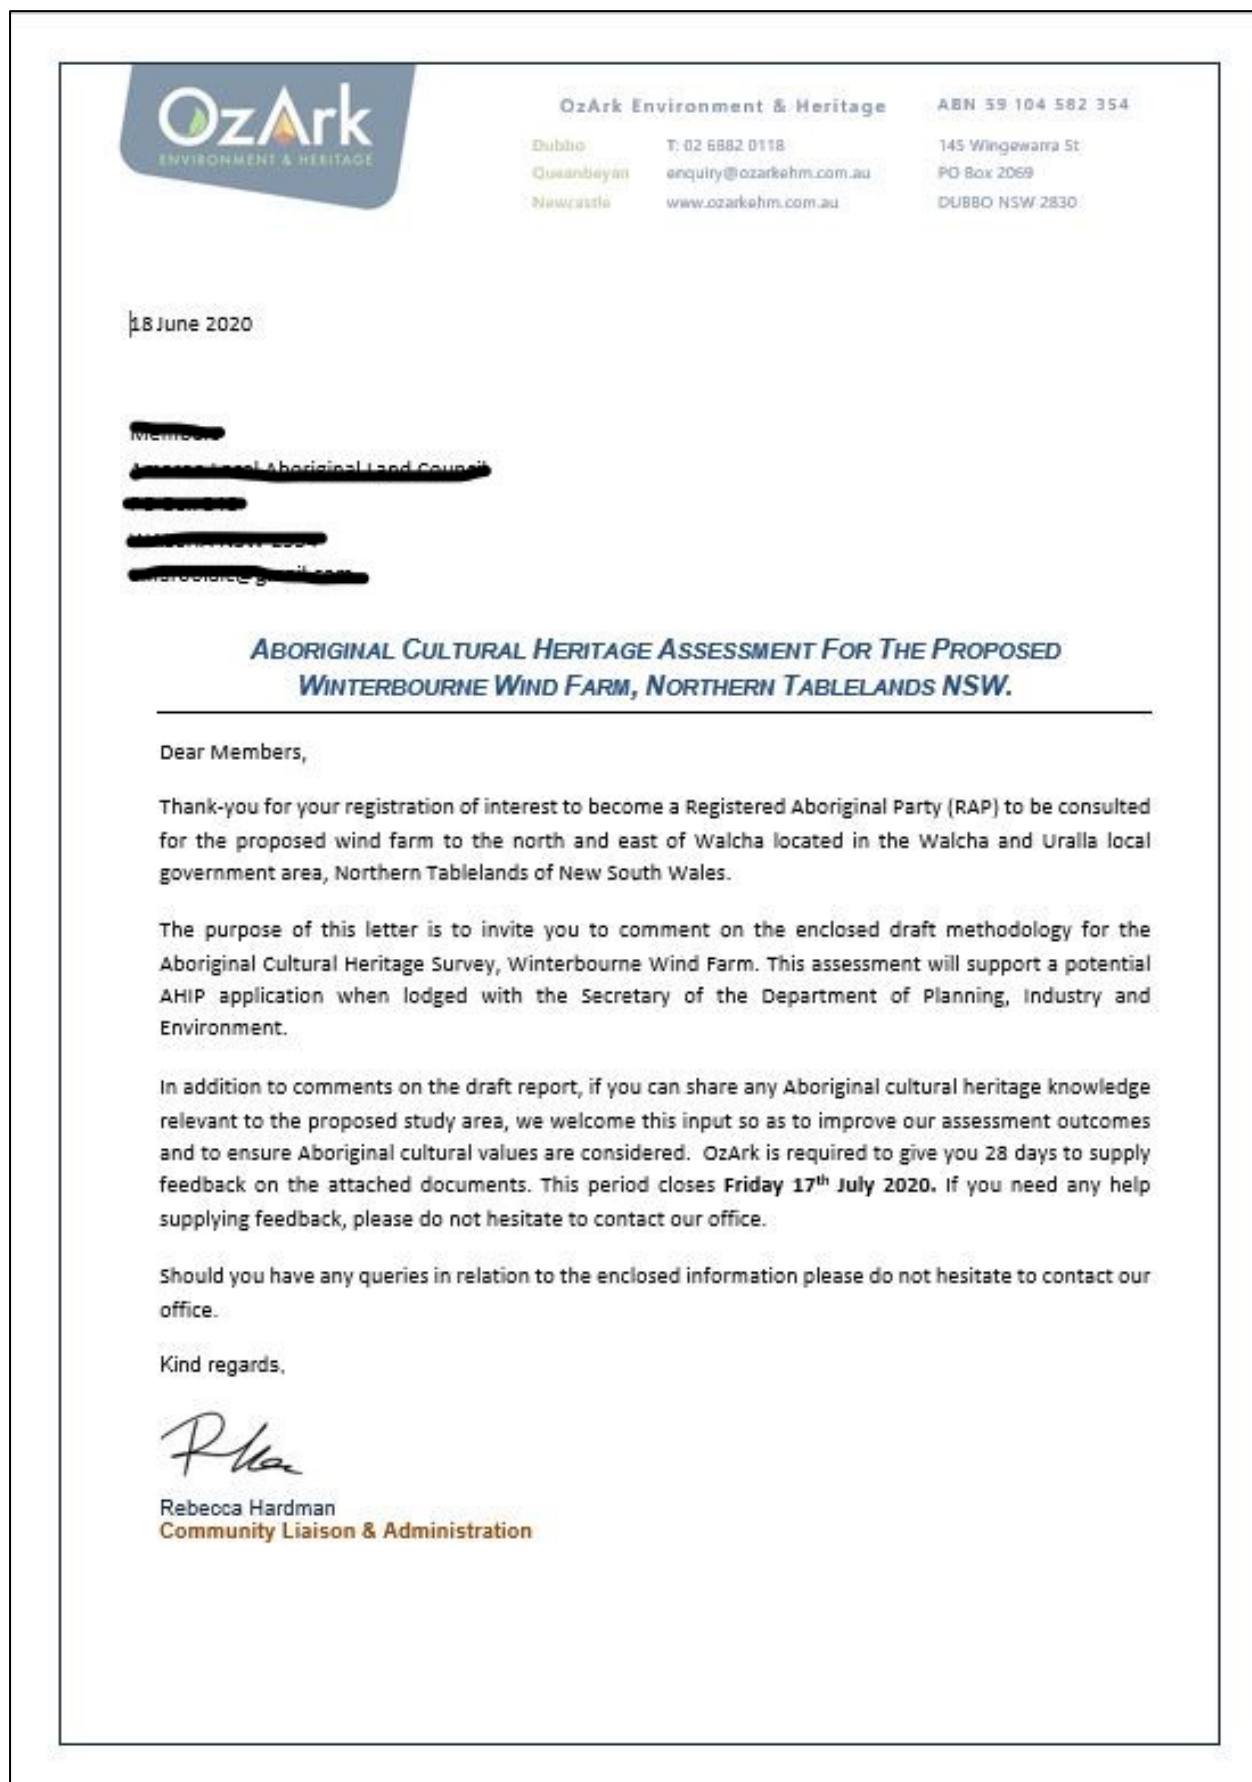 OzArk
ENVIRONMENT & HERITAGE
OzArk Environment & Heritage ABN 59 104 582 354
Dubbo T: 02 6882 0118 145 Wingewarra St
Queanbeyan enquiry@ozarkehm.com.au PO Box 2069
Newcastle www.ozarkehm.com.au DUBBO NSW 2830
18 June 2020
ABORIGINAL CULTURAL HERITAGE ASSESSMENT FOR THE PROPOSED
WINTERBOURNE WIND FARM, NORTHERN TABLELANDS NSW.
Dear Members,
Thank-you for your registration of interest to become a Registered Aboriginal Party (RAP) to be consulted
for the proposed wind farm to the north and east of Walcha located in the Walcha and Uralla local
government area, Northern Tablelands of New South Wales.
The purpose of this letter is to invite you to comment on the enclosed draft methodology for the
Aboriginal Cultural Heritage Survey, Winterbourne Wind Farm. This assessment will support a potential
AHIP application when lodged with the Secretary of the Department of Planning, Industry and
Environment.
In addition to comments on the draft report, if you can share any Aboriginal cultural heritage knowledge
relevant to the proposed study area, we welcome this input so as to improve our assessment outcomes
and to ensure Aboriginal cultural values are considered. OzArk is required to give you 28 days to supply
feedback on the attached documents. This period closes Friday 17th July 2020. If you need any help
supplying feedback, please do not hesitate to contact our office.
Should you have any queries in relation to the enclosed information please do not hesitate to contact our
office.
Kind regards,
Rebecca Hardman
Community Liaison & Administration